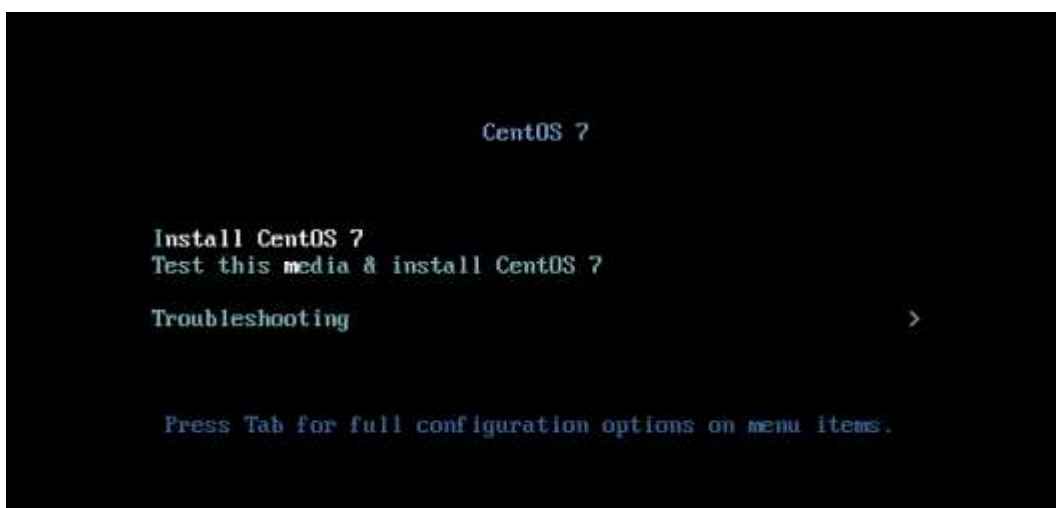 CentOS 7
Install CentOS 7
Test this media & install CentOS 7
Troubleshooting >
Press Tab for full configuration options on menu items.